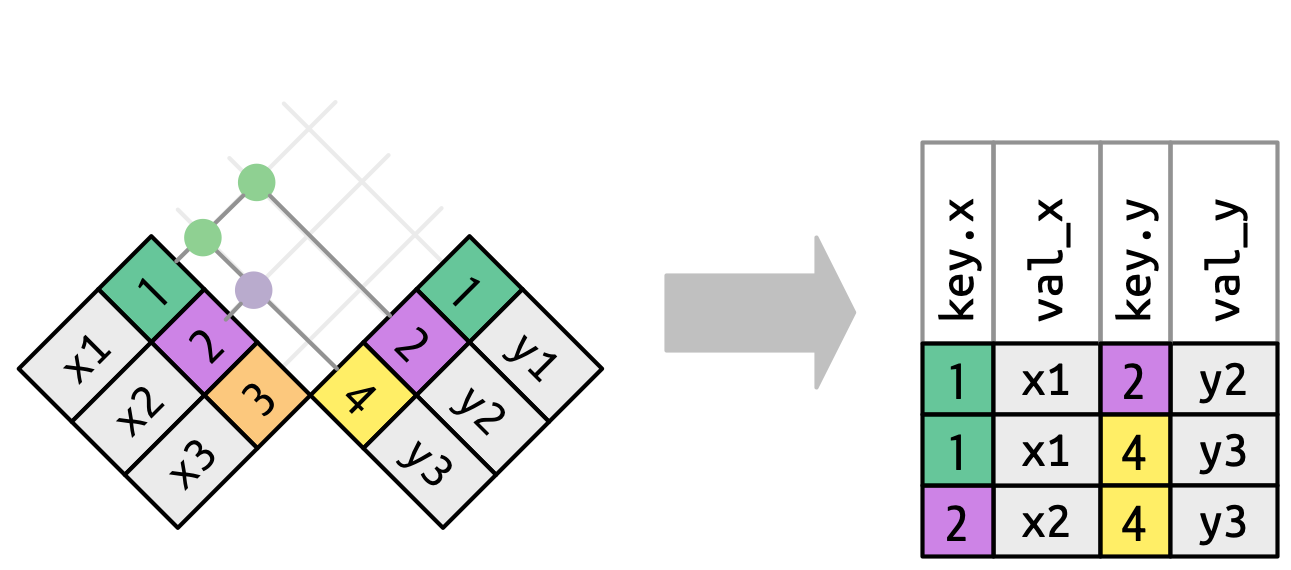 1 x1
2 x2
3 x3
1 y1
2 y2
4 y3
key.x val_x key.y val_y
1 x1 2 y2
1 x1 4 y3
2 x2 4 y3